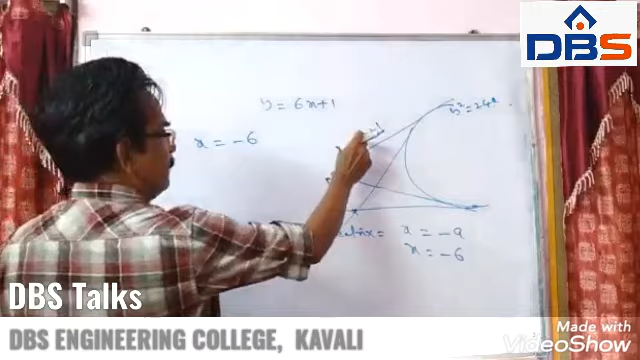 DBS
y = 6x+1
y² = 24x
x = -6
x = -a
x = -6
DBS Talks
DBS ENGINEERING COLLEGE, KAVALI
Made with
VideoShow